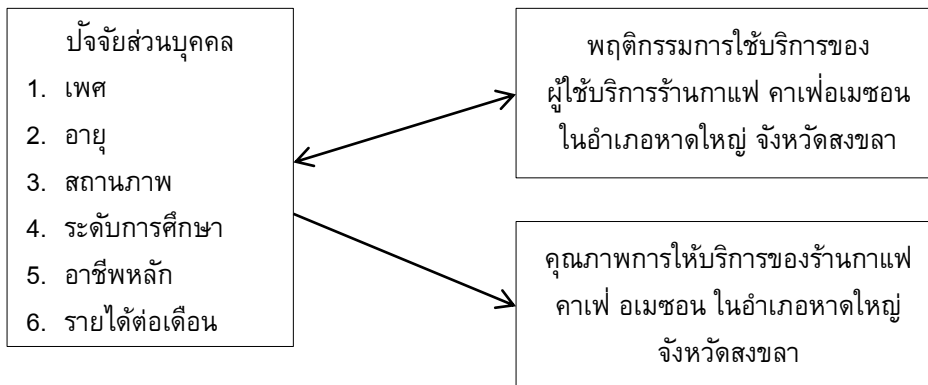 ปัจจัยส่วนบุคคล
1. เพศ
2. อายุ
3. สถานภาพ
4. ระดับการศึกษา
5. อาชีพหลัก
6. รายได้ต่อเดือน
พฤติกรรมการใช้บริการของ
ผู้ใช้บริการร้านกาแฟ คาเฟ่อเมซอน
ในอำเภอหาดใหญ่ จังหวัดสงขลา
คุณภาพการให้บริการของร้านกาแฟ
คาเฟ่ อเมซอน ในอำเภอหาดใหญ่
จังหวัดสงขลา